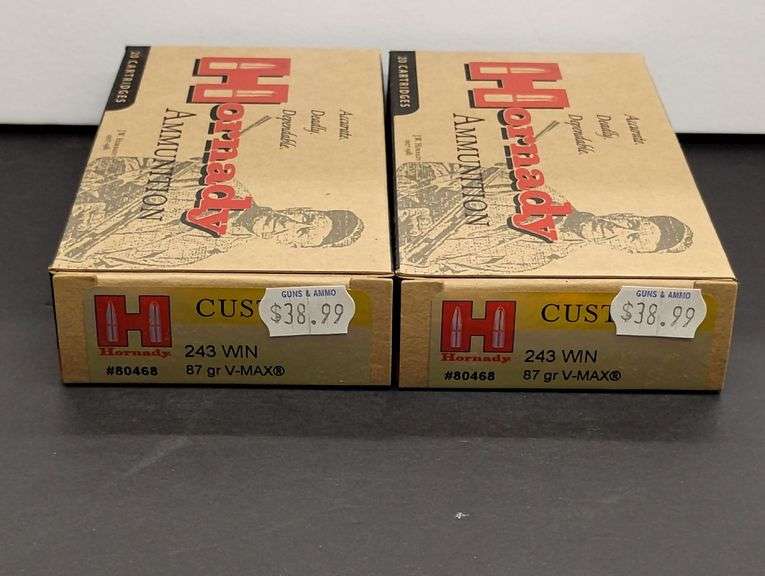 20 CARTRIDGES
Hornady
AMMUNITION
Accurate.
Deadly.
Dependable.
20 CARTRIDGES
Hornady
AMMUNITION
Accurate.
Deadly.
Dependable.
H
Hornady
#80468
CUST
GUNS & AMMO
$38.99
243 WIN
87 gr V-MAX®
H
Hornady
#80468
CUST
GUNS & AMMO
$38.99
243 WIN
87 gr V-MAX®